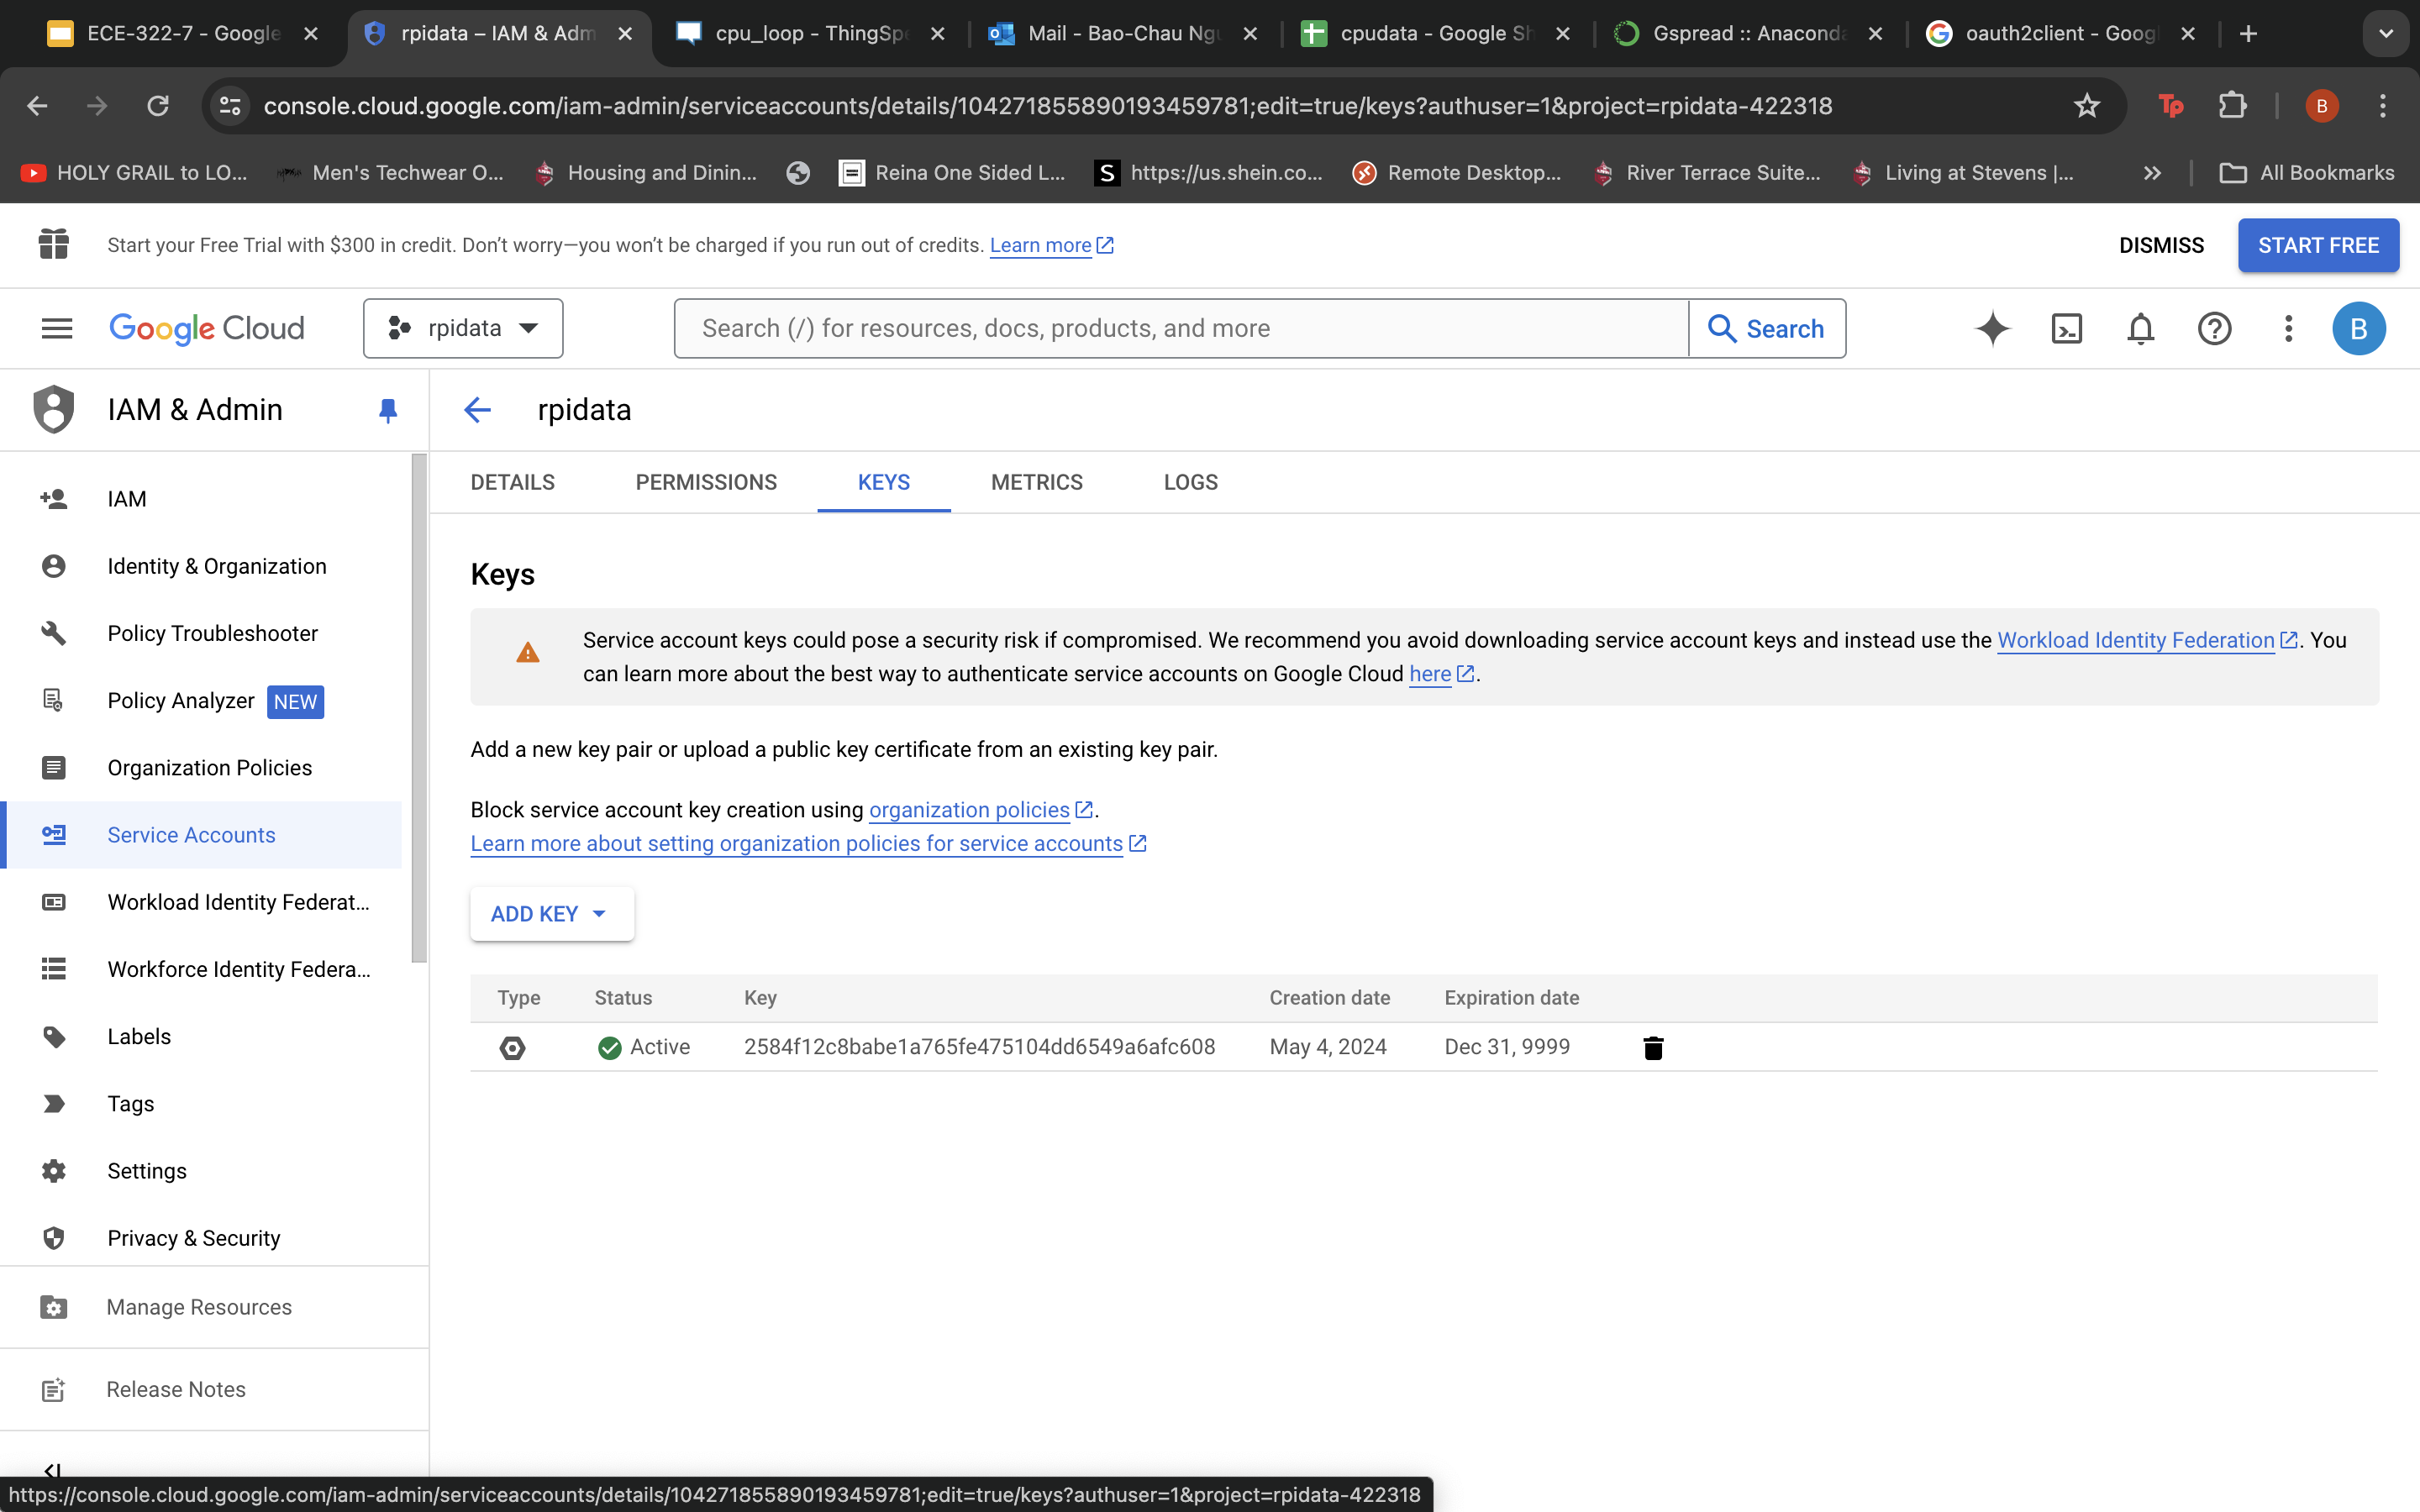 ECE-322-7 - Google
rpidata – IAM & Adm
cpu_loop - ThingSpe
Mail - Bao-Chau Ngu
cpudata - Google Sh
Gspread :: Anaconda
oauth2client - Googl
console.cloud.google.com/iam-admin/serviceaccounts/details/104271855890193459781;edit=true/keys?authuser=1&project=rpidata-422318
Tp
B
HOLY GRAIL to LO...
Men's Techwear O...
Housing and Dinin...
Reina One Sided L...
S https://us.shein.co...
Remote Desktop...
River Terrace Suite...
Living at Stevens |...
All Bookmarks
Start your Free Trial with $300 in credit. Don't worry—you won't be charged if you run out of credits. Learn more
DISMISS
START FREE
Google Cloud
rpidata
Search (/) for resources, docs, products, and more
Search
B
IAM & Admin
IAM
Identity & Organization
Policy Troubleshooter
Policy Analyzer NEW
Organization Policies
Service Accounts
Workload Identity Federat...
Workforce Identity Federa...
Labels
Tags
Settings
Privacy & Security
Manage Resources
Release Notes
rpidata
DETAILS PERMISSIONS KEYS METRICS LOGS
Keys
Service account keys could pose a security risk if compromised. We recommend you avoid downloading service account keys and instead use the Workload Identity Federation. You
can learn more about the best way to authenticate service accounts on Google Cloud here.
Add a new key pair or upload a public key certificate from an existing key pair.
Block service account key creation using organization policies.
Learn more about setting organization policies for service accounts
ADD KEY
Type Status Key Creation date Expiration date
Active 2584f12c8babe1a765fe475104dd6549a6afc608 May 4, 2024 Dec 31, 9999
https://console.cloud.google.com/iam-admin/serviceaccounts/details/104271855890193459781;edit=true/keys?authuser=1&project=rpidata-422318